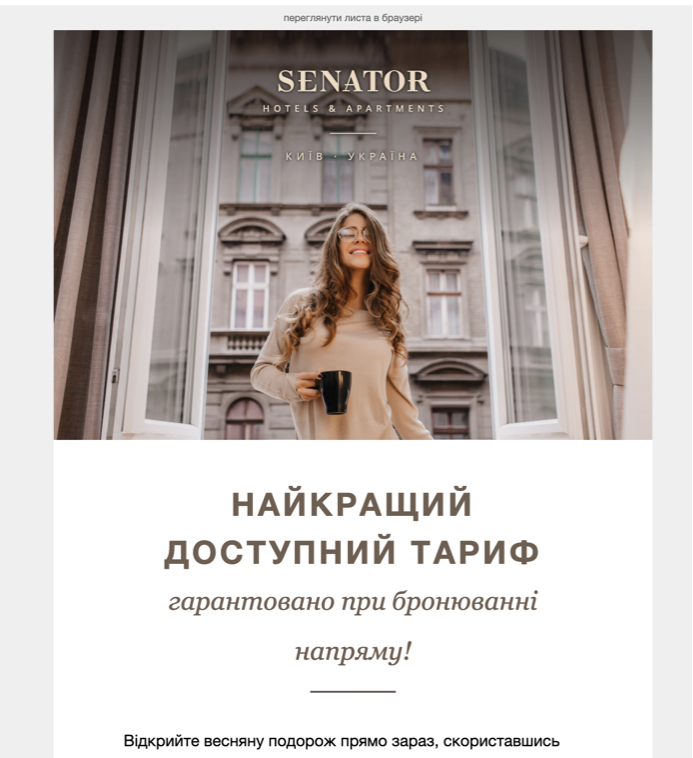 переглянути листа в браузері
SENATOR
HOTELS & APARTMENTS
КИЇВ · УКРАЇНА
НАЙКРАЩИЙ
ДОСТУПНИЙ ТАРИФ
гарантовано при бронюванні
напряму!
Відкрийте весняну подорож прямо зараз, скориставшись